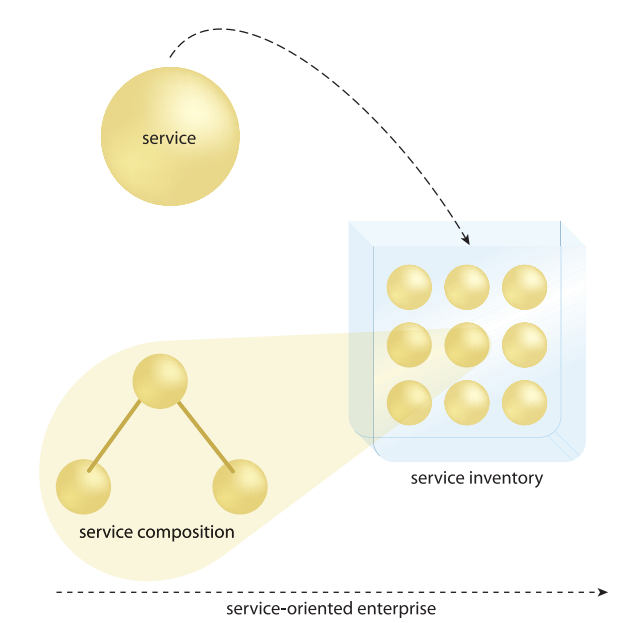 service
service inventory
service composition
service-oriented enterprise